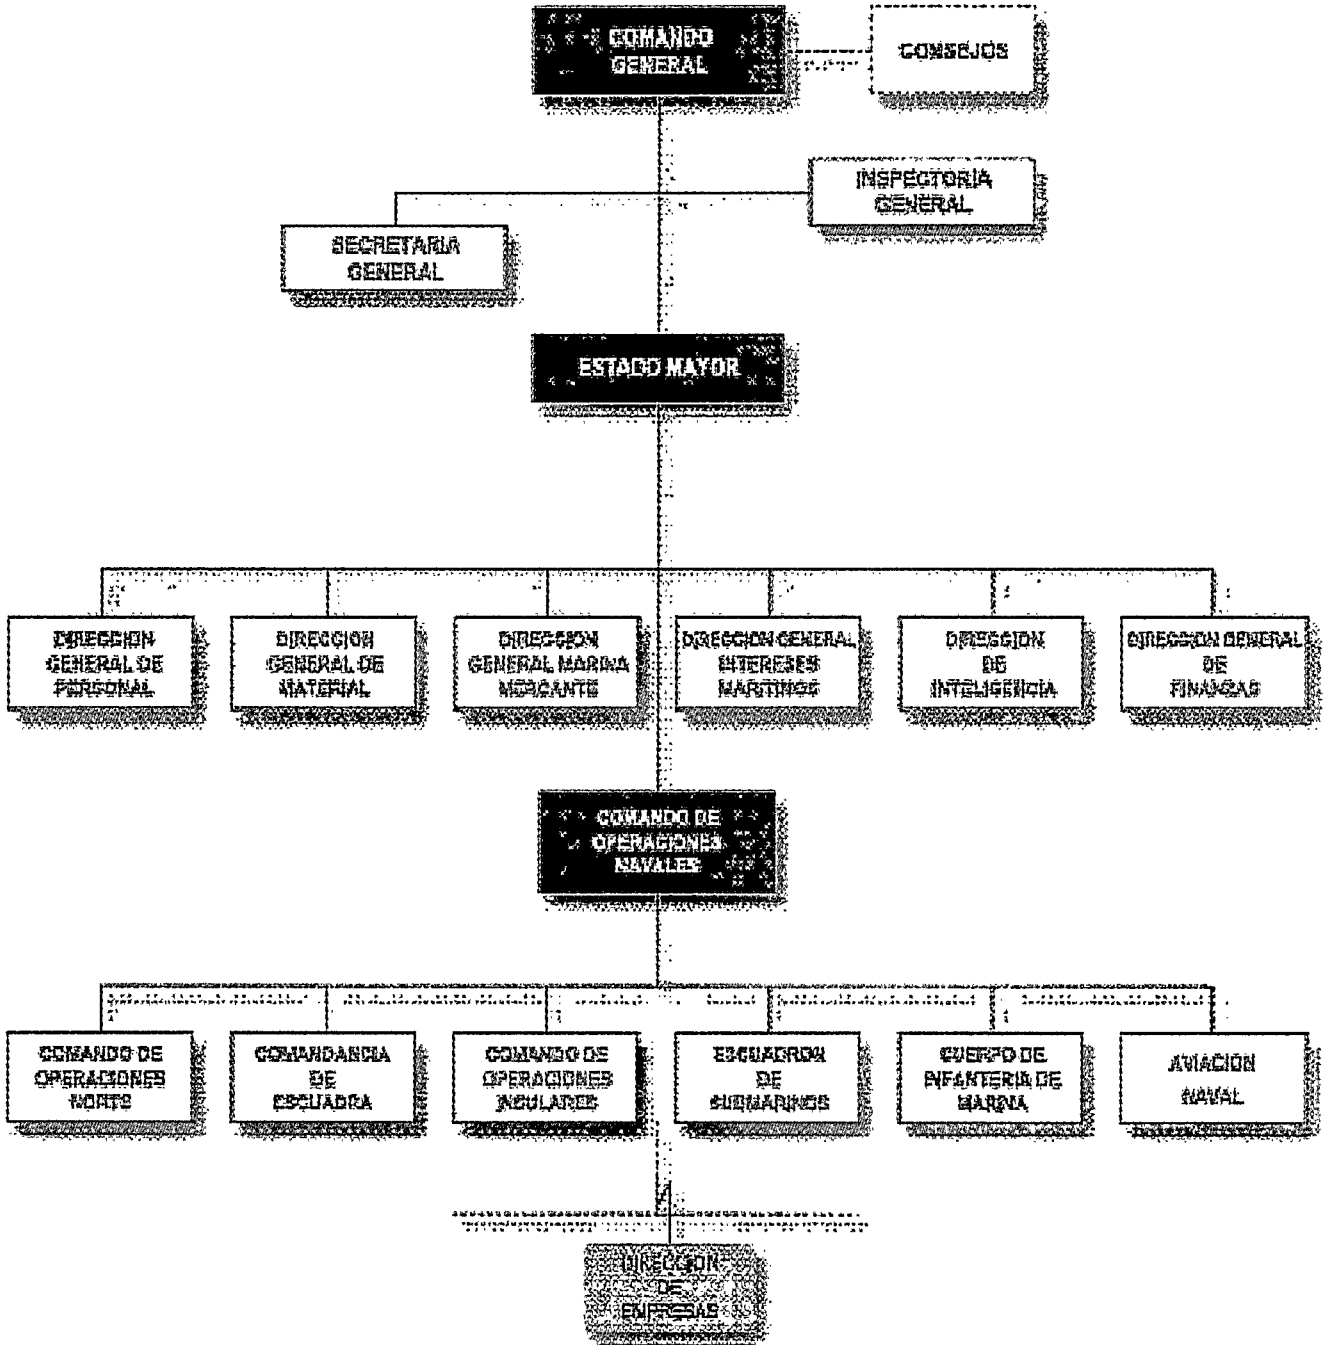 COMANDO
GENERAL
CONSEJOS
INSPECTORIA
GENERAL
SECRETARIA
GENERAL
ESTADO MAYOR
DIRECCION
GENERAL DE
PERSONAL
DIRECCION
GENERAL DE
MATERIAL
DIRECCION
GENERAL MARINA
MERCANTE
DIRECCION GENERAL
INTERESES
MARITIMOS
DIRECCION
DE
INTELIGENCIA
DIRECCION GENERAL
DE
FINANZAS
COMANDO DE
OPERACIONES
NAVALES
COMANDO DE
OPERACIONES
NORTE
COMANDANCIA
DE
ESCUADRA
COMANDO DE
OPERACIONES
INSULARES
ESCUADRON
DE
SUBMARINOS
CUERPO DE
INFANTERIA DE
MARINA
AVIACION
NAVAL
DIRECCION
DE
EMPRESAS